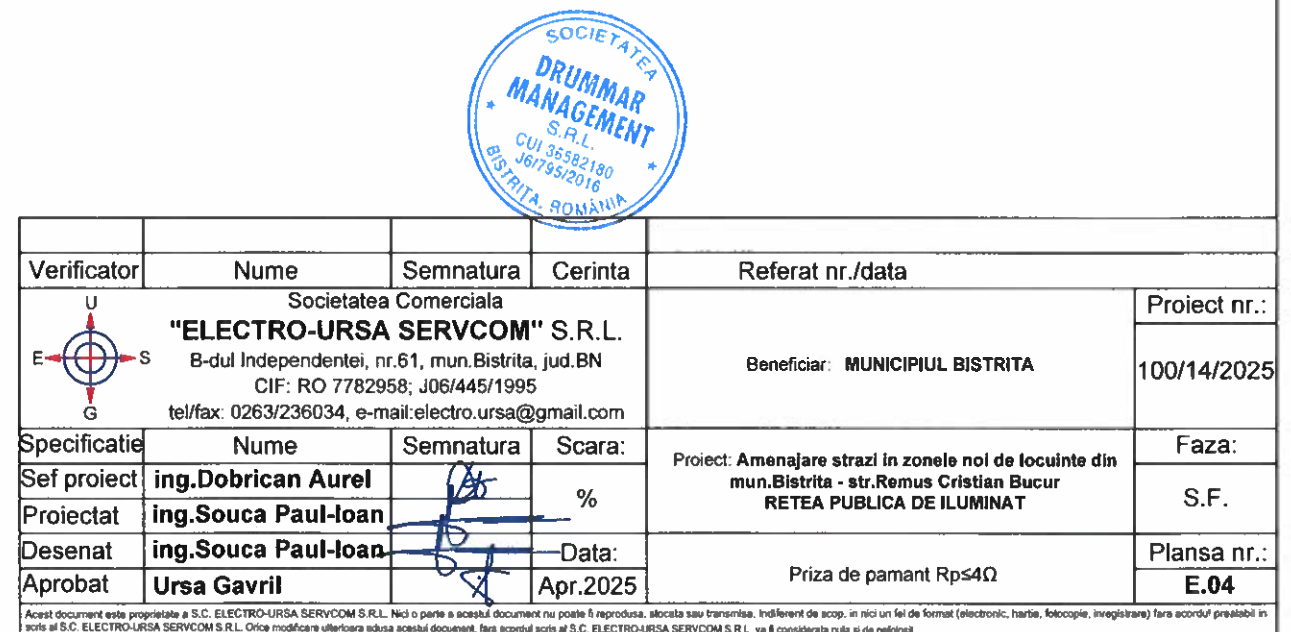 SOCIETATEA
DRUMMAR
MANAGEMENT
S.R.L.
CUI 36582180
J6/795/2016
BISTRIȚA, ROMÂNIA
Verificator Nume Semnatura Cerinta Referat nr./data
U
E S
G
Societatea Comerciala
"ELECTRO-URSA SERVCOM" S.R.L.
B-dul Independentei, nr.61, mun.Bistrita, jud.BN
CIF: RO 7782958; J06/445/1995
tel/fax: 0263/236034, e-mail:electro.ursa@gmail.com
Beneficiar: MUNICIPIUL BISTRITA
Proiect nr.:
100/14/2025
Specificatie Nume Semnatura Scara:
Sef proiect ing.Dobrican Aurel
%
Proiectat ing.Souca Paul-Ioan
Desenat ing.Souca Paul-Ioan Data:
Aprobat Ursa Gavril Apr.2025
Proiect: Amenajare strazi in zonele noi de locuinte din
mun.Bistrita - str.Remus Cristian Bucur
RETEA PUBLICA DE ILUMINAT
Faza:
S.F.
Priza de pamant Rp≤4Ω
Plansa nr.:
E.04
Acest document este proprietate a S.C. ELECTRO-URSA SERVCOM S.R.L. Nici o parte a acestui document nu poate fi reprodusa, stocata sau transmisa, indiferent de scop, in nici un fel de format (electronic, hartie, fotocopie, inregistrare) fara acordul prealabil in
scris al S.C. ELECTRO-URSA SERVCOM S.R.L. Orice modificare ulterioara adusa acestui document, fara acordul scris al S.C. ELECTRO-URSA SERVCOM S.R.L. va fi considerata nula si de